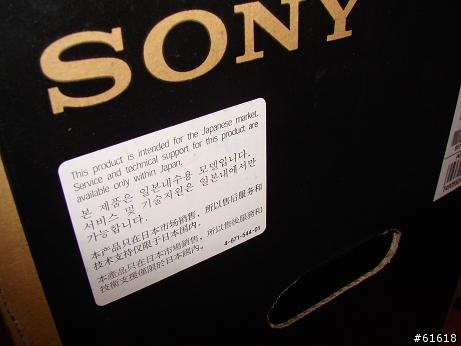 SONY
This product is intended for the Japanese market.
Service and technical support for this product are
available only within Japan.
본 제품은 일본내수용 모델입니다.
서비스 및 기술지원은 일본내에서만
가능합니다.
本产品只在日本市场销售，所以售后服务和
技术支持仅限于日本国内。
本產品只在日本市場銷售，所以售後服務和
技術支援僅限於日本國內。
4-071-544-01
#61618